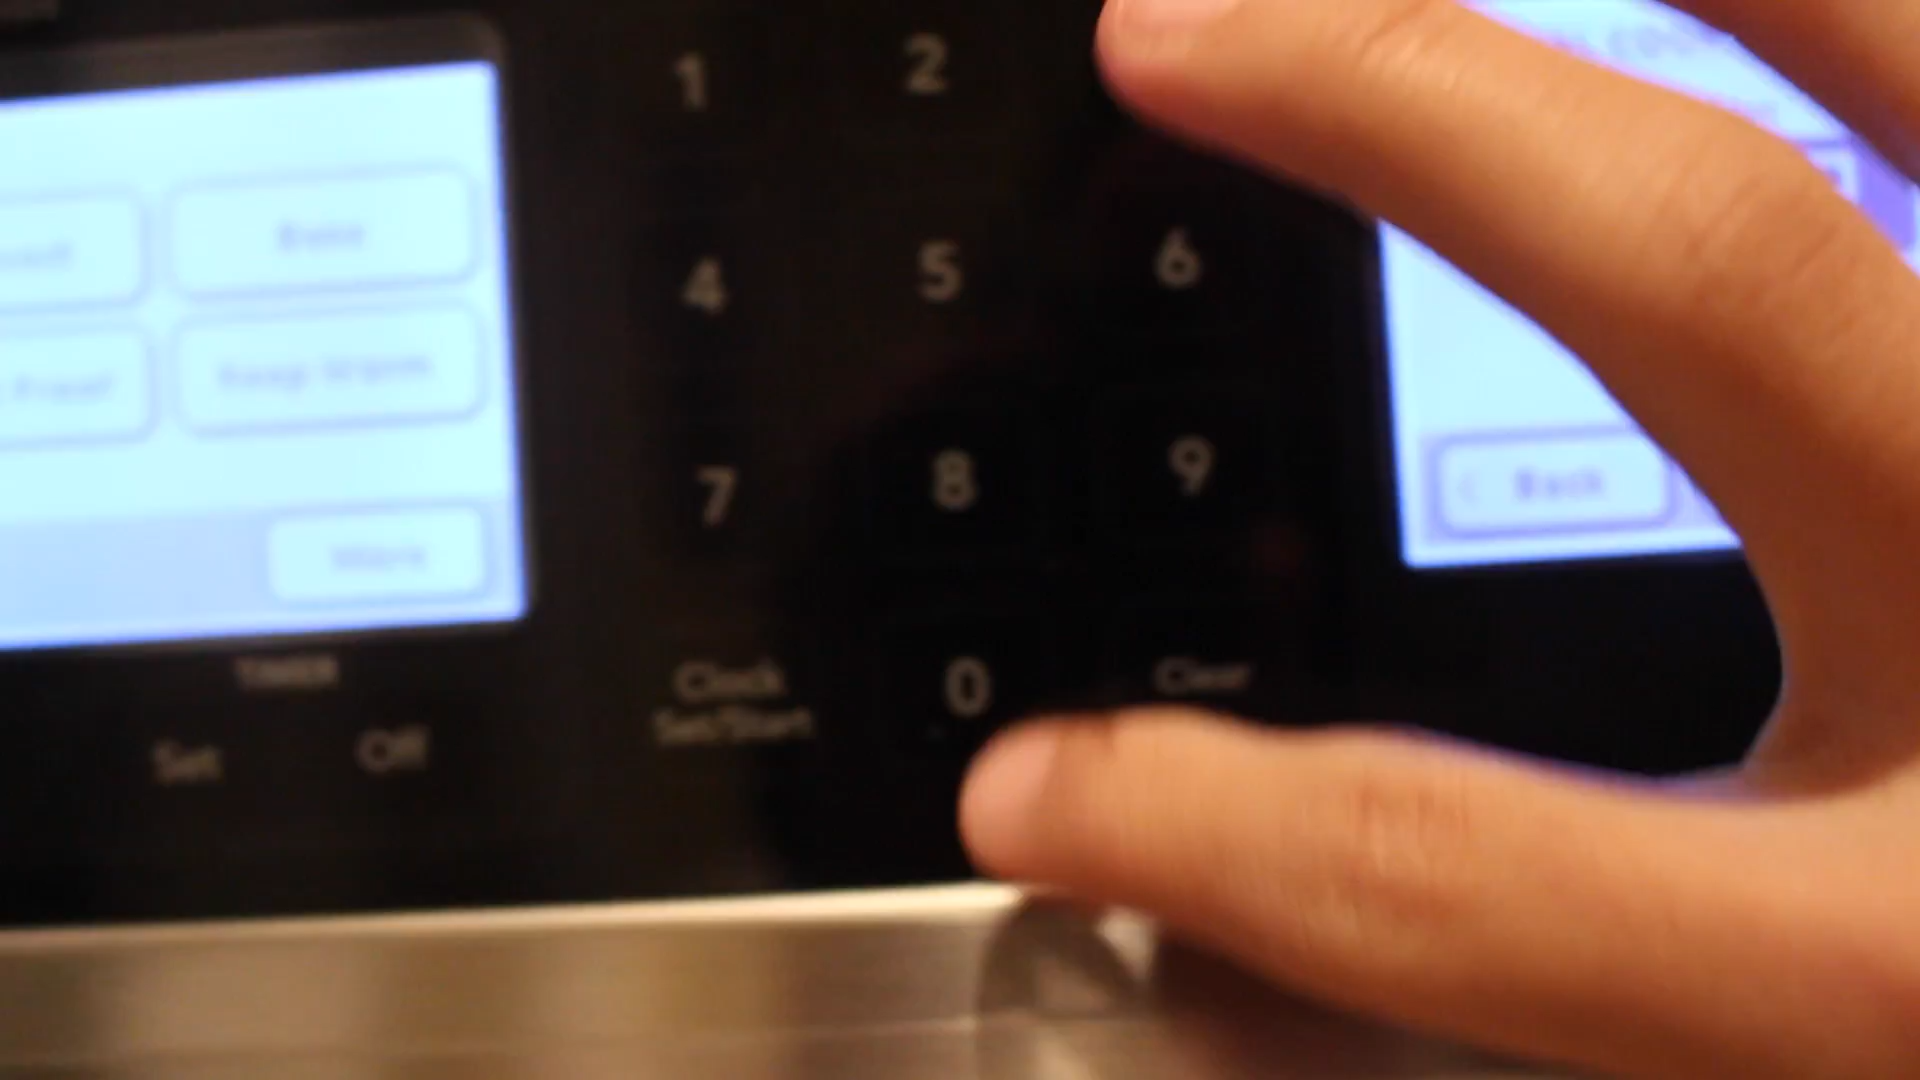 1 2
4 5 6
7 8 9
0
Clock
Set/Start
Clear
TIMER
Set Off
Proof
Keep Warm
More
< Back